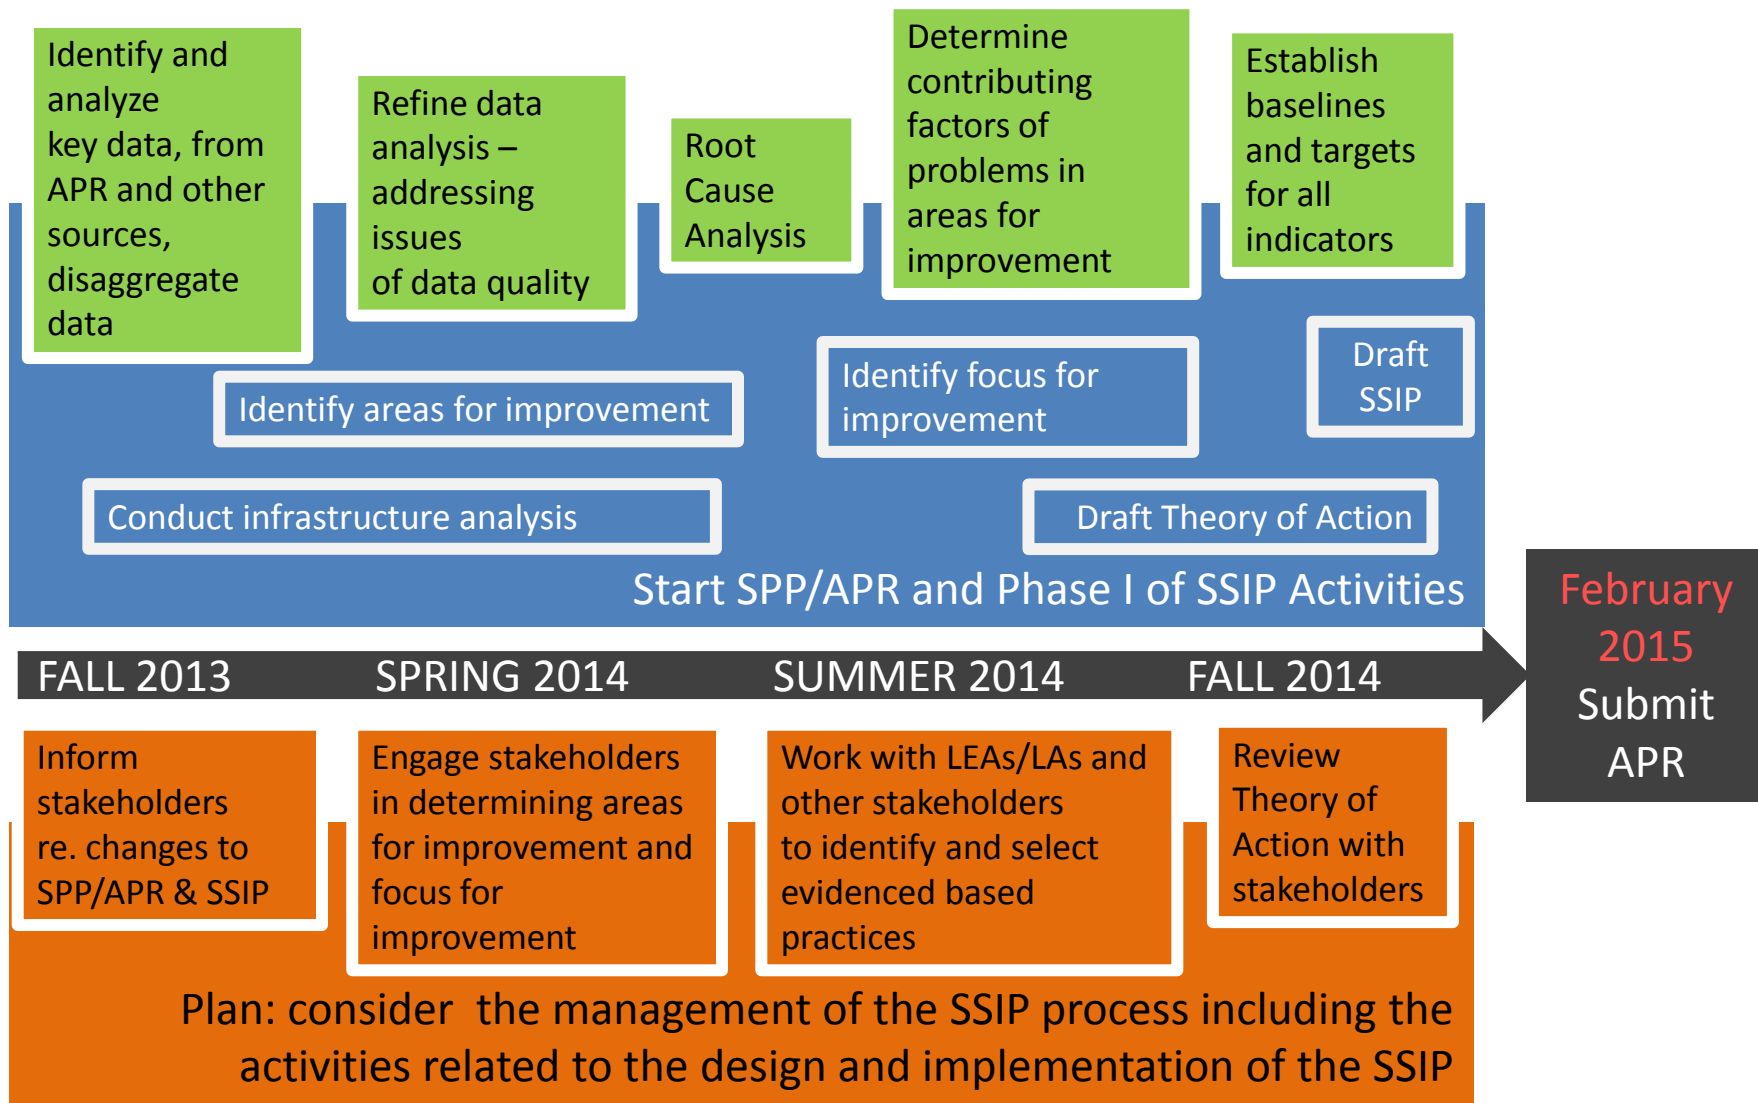 Identify and
analyze
key data, from
APR and other
sources,
disaggregate
data
Refine data
analysis –
addressing
issues
of data quality
Root
Cause
Analysis
Determine
contributing
factors of
problems in
areas for
improvement
Establish
baselines
and targets
for all
indicators
Identify areas for improvement
Identify focus for
improvement
Draft
SSIP
Conduct infrastructure analysis
Draft Theory of Action
Start SPP/APR and Phase I of SSIP Activities
FALL 2013
SPRING 2014
SUMMER 2014
FALL 2014
February
2015
Submit
APR
Inform
stakeholders
re. changes to
SPP/APR & SSIP
Engage stakeholders
in determining areas
for improvement and
focus for
improvement
Work with LEAs/LAs and
other stakeholders
to identify and select
evidenced based
practices
Review
Theory of
Action with
stakeholders
Plan: consider the management of the SSIP process including the
activities related to the design and implementation of the SSIP